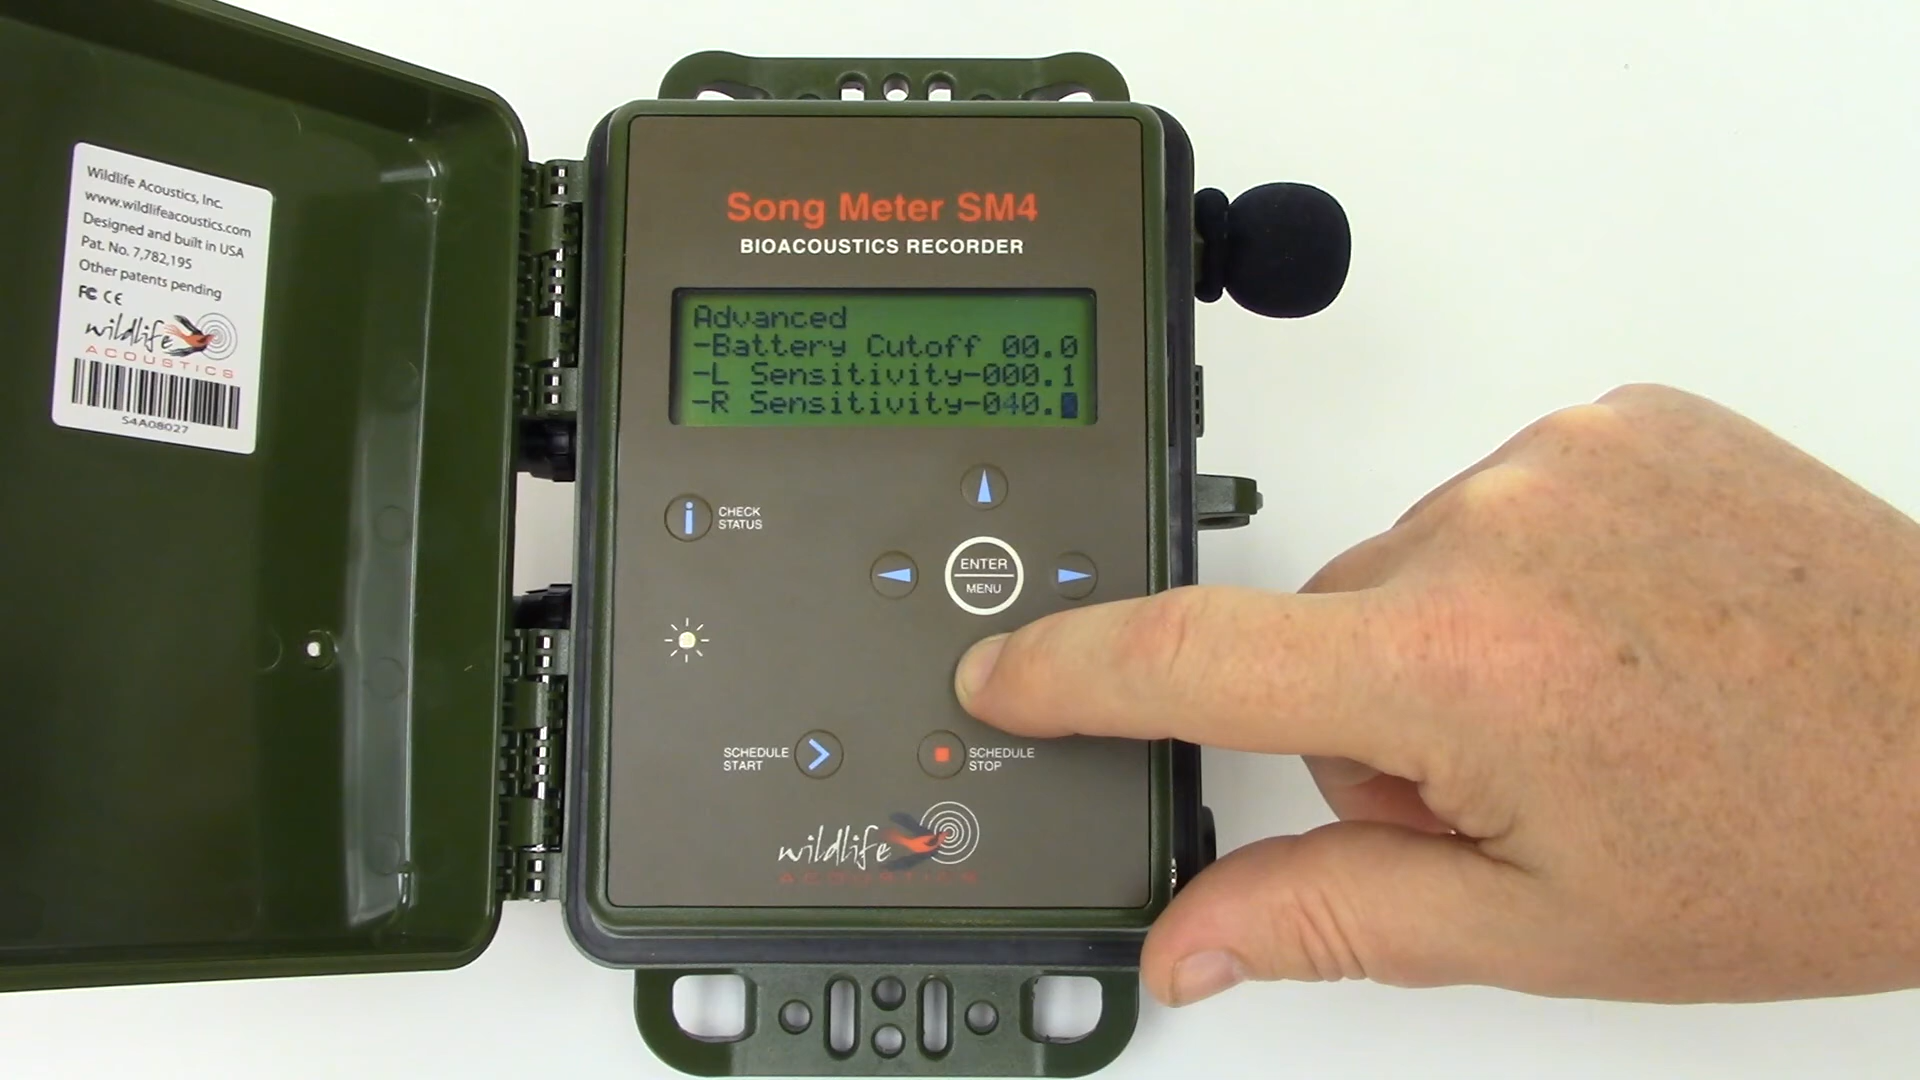 Wildlife Acoustics, Inc.
www.wildlifeacoustics.com
Designed and built in USA
Pat. No. 7,782,195
Other patents pending
FC CE
wildlife
ACOUSTICS
S4A08027
Song Meter SM4
BIOACOUSTICS RECORDER
Advanced
-Battery Cutoff 00.0
-L Sensitivity-000.1
-R Sensitivity-040.
i CHECK
STATUS
ENTER
MENU
SCHEDULE
START
SCHEDULE
STOP
wildlife
ACOUSTICS